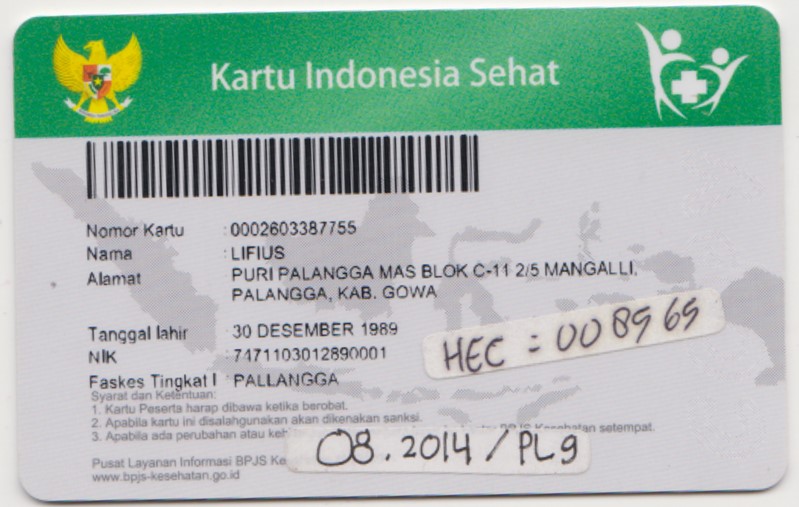 Kartu Indonesia Sehat
Nomor Kartu : 0002603387755
Nama : LIFIUS
Alamat : PURI PALANGGA MAS BLOK C-11 2/5 MANGALLI,
PALANGGA, KAB. GOWA
Tanggal lahir : 30 DESEMBER 1989
NIK : 7471103012890001
Faskes Tingkat I : PALLANGGA
HEC = 008969
Syarat dan Ketentuan:
1. Kartu Peserta harap dibawa ketika berobat.
2. Apabila kartu ini disalahgunakan akan dikenakan sanksi.
3. Apabila ada perubahan atau BPJS Kesehatan setempat.
08.2014 / PLg
Pusat Layanan Informasi BPJS
www.bpjs-kesehatan.go.id